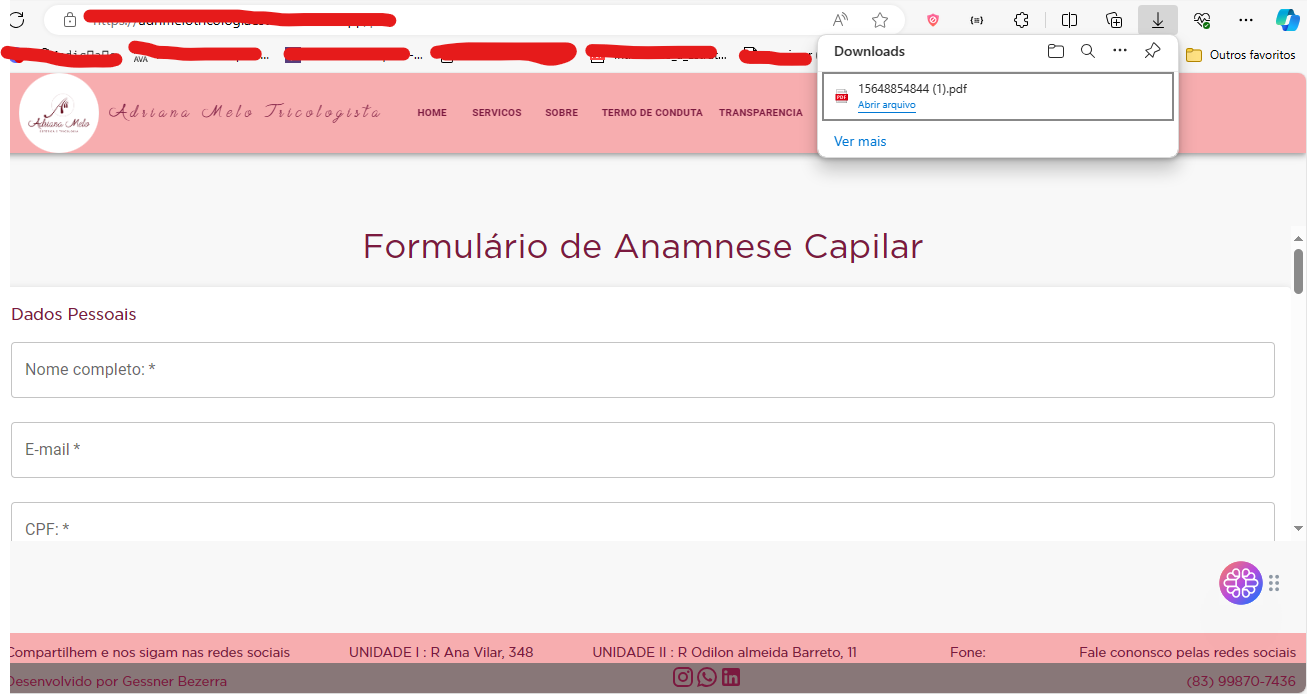 Downloads
15648854844 (1).pdf
Abrir arquivo
Ver mais
Outros favoritos
AVA
Adriana Melo
Adriana Melo Tricologista
HOME
SERVICOS
SOBRE
TERMO DE CONDUTA
TRANSPARENCIA
Formulário de Anamnese Capilar
Dados Pessoais
Nome completo: *
E-mail *
CPF: *
Compartilhem e nos sigam nas redes sociais
UNIDADE I : R Ana Vilar, 348
UNIDADE II : R Odilon almeida Barreto, 11
Fone:
Fale cononsco pelas redes sociais
Desenvolvido por Gessner Bezerra
(83) 99870-7436